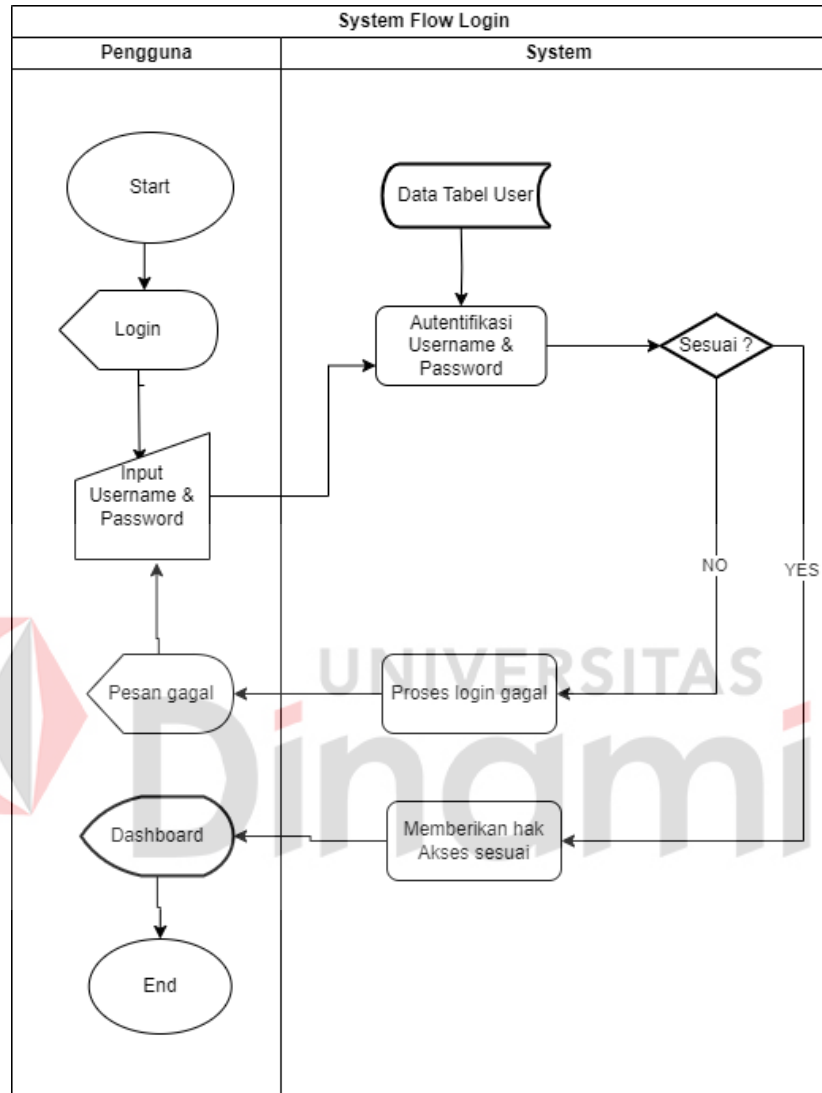 System Flow Login
Pengguna
System
Start
Data Tabel User
Login
Autentifikasi
Username &
Password
Sesuai ?
Input
Username &
Password
NO
YES
UNIVERSITAS
Dinami
Pesan gagal
Proses login gagal
Dashboard
Memberikan hak
Akses sesuai
End